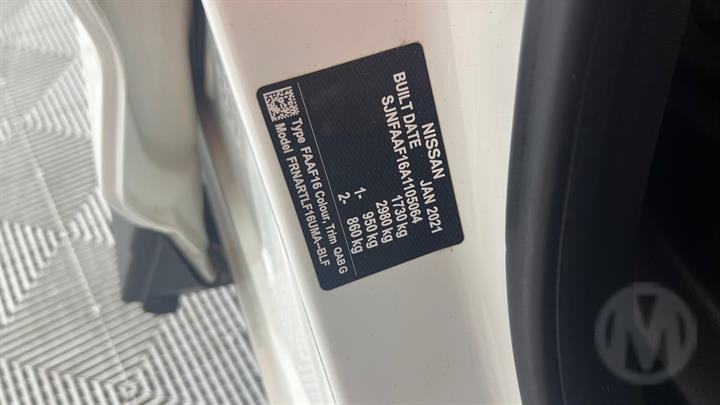 NISSAN
BUILT DATE JAN 2021
SJNFAAF16A1105064
1730 kg
2980 kg
1- 950 kg
2- 860 kg
Type FAAF16 Colour, Trim QAB G
Model FRNARTLF16UMA-BLF
M